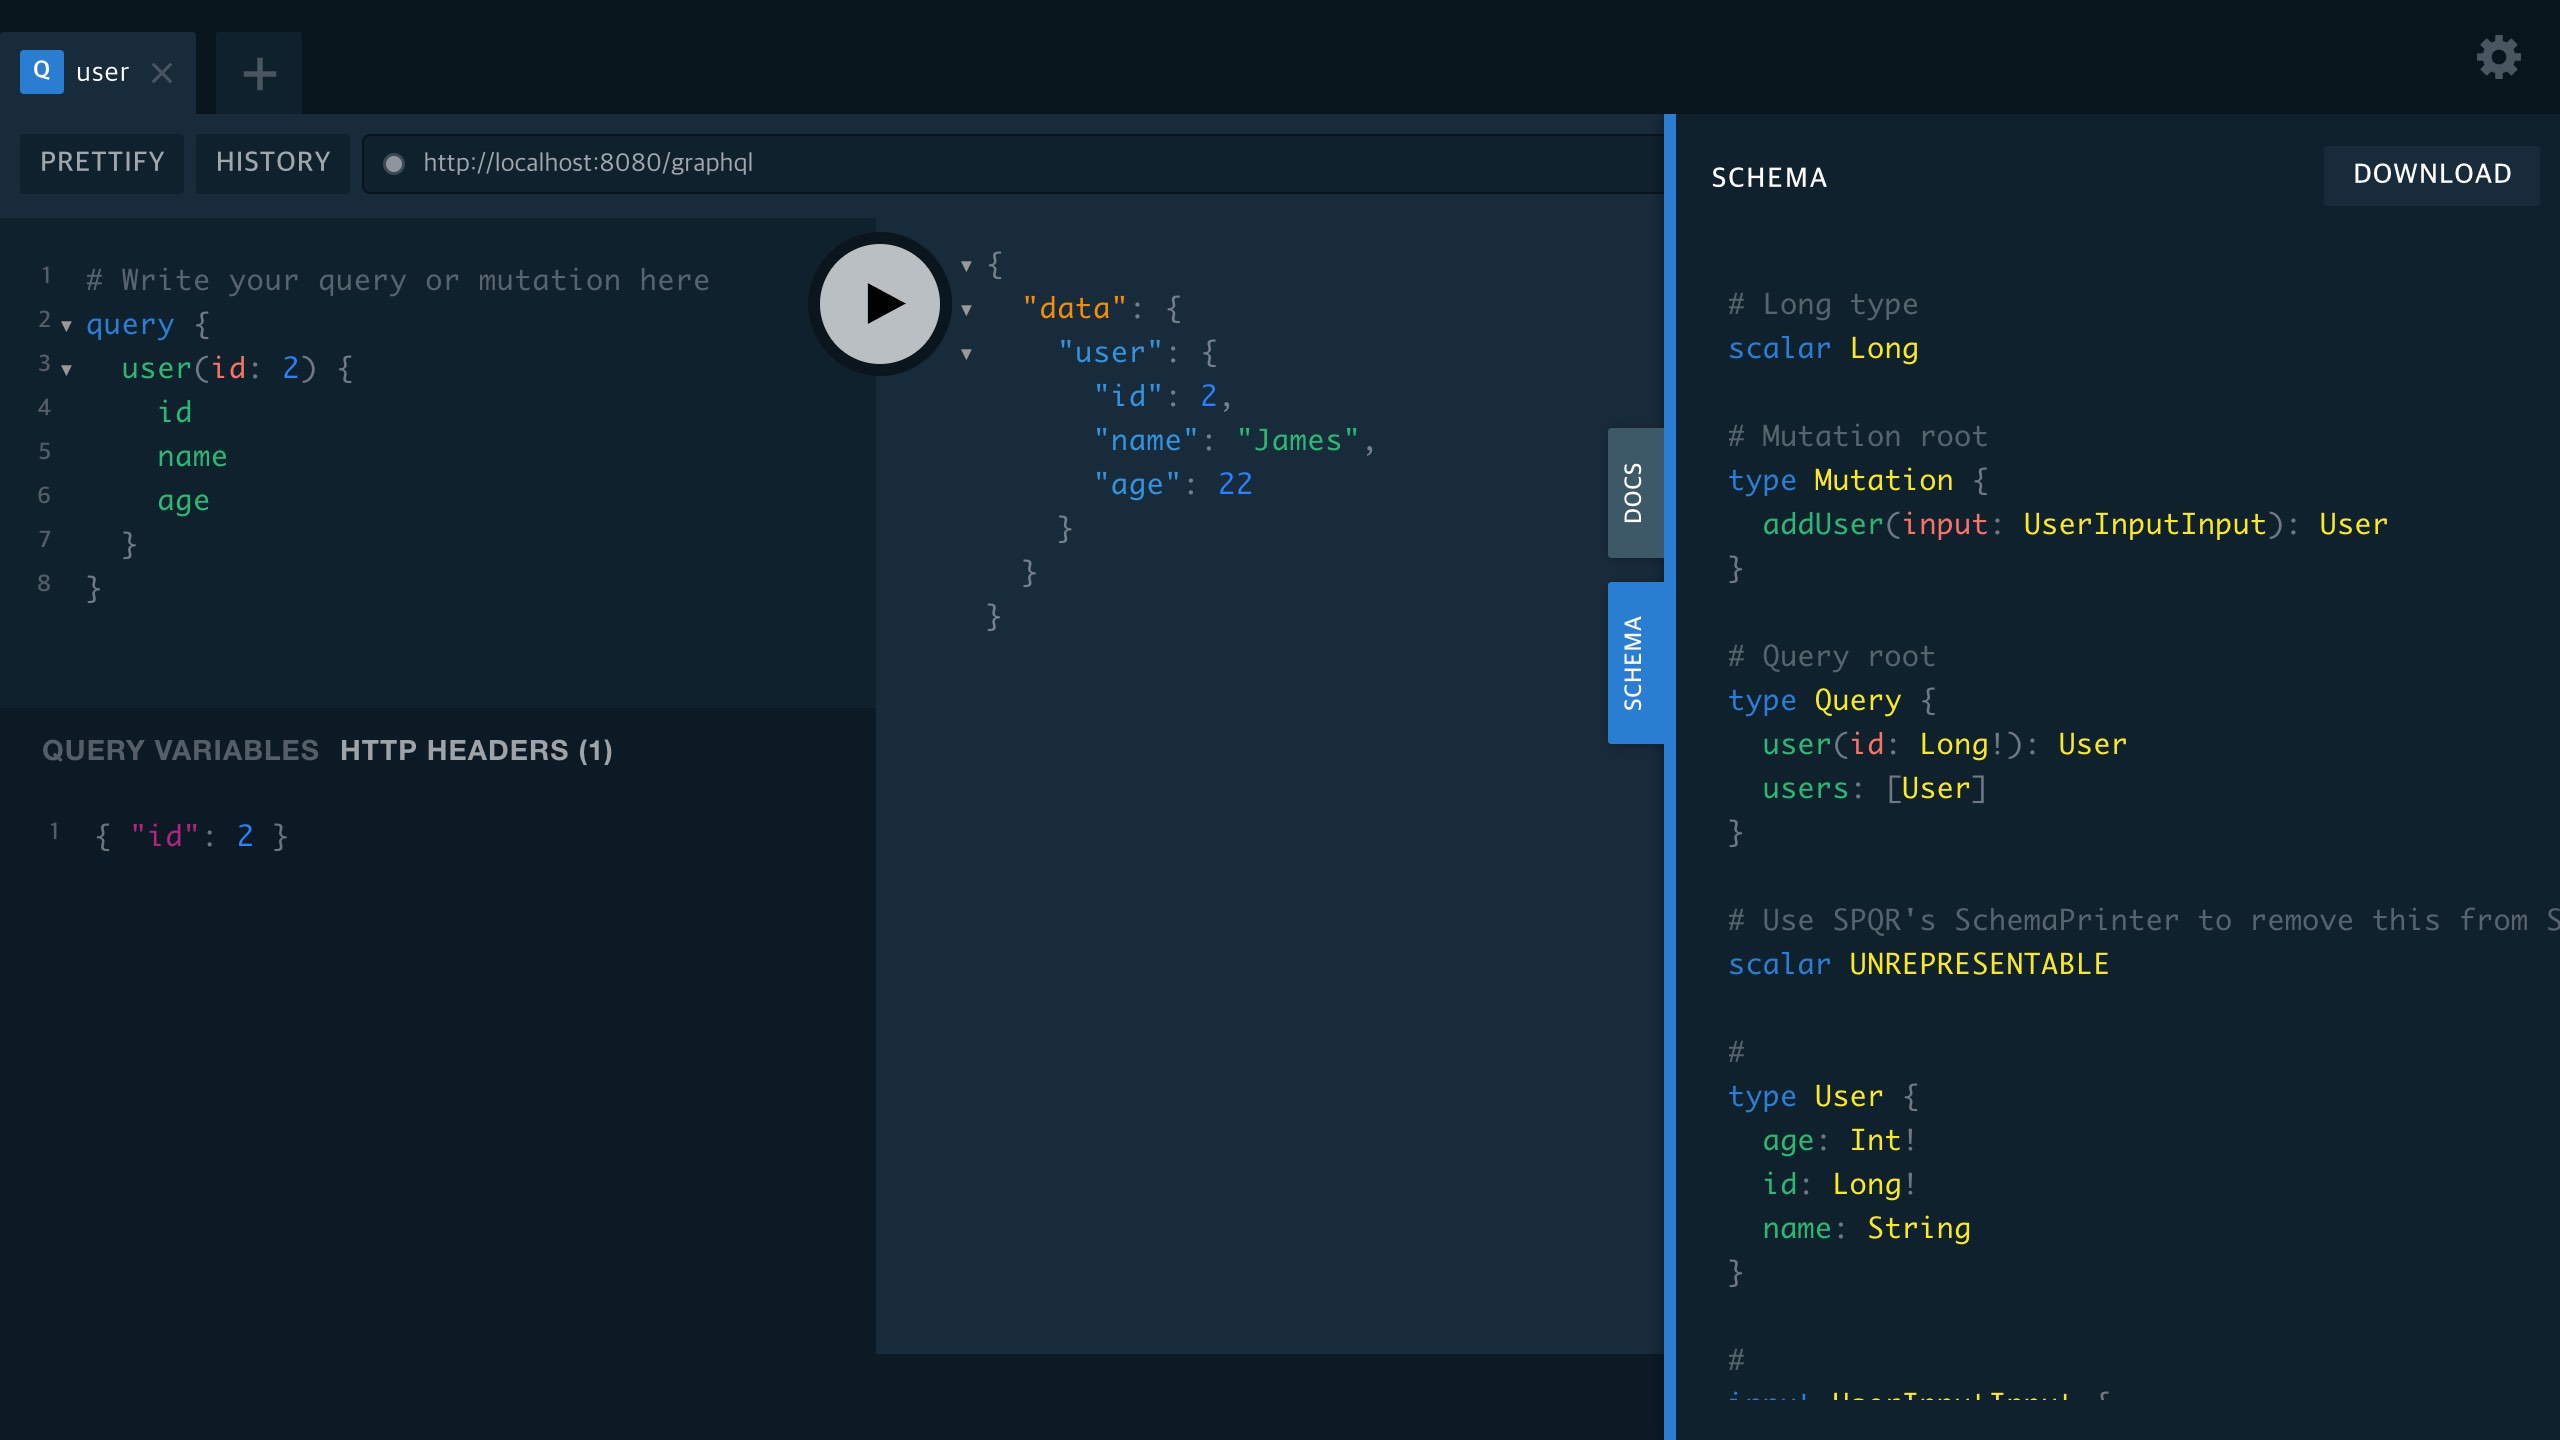 Q user
PRETTIFY HISTORY http://localhost:8080/graphql
1 # Write your query or mutation here
2 query {
3 user(id: 2) {
4 id
5 name
6 age
7 }
8 }
QUERY VARIABLES HTTP HEADERS (1)
1 { "id": 2 }
{
"data": {
"user": {
"id": 2,
"name": "James",
"age": 22
}
}
}
DOCS
SCHEMA
SCHEMA DOWNLOAD
# Long type
scalar Long
# Mutation root
type Mutation {
addUser(input: UserInputInput): User
}
# Query root
type Query {
user(id: Long!): User
users: [User]
}
# Use SPQR's SchemaPrinter to remove this from S
scalar UNREPRESENTABLE
#
type User {
age: Int!
id: Long!
name: String
}
#
input UserInputInput {